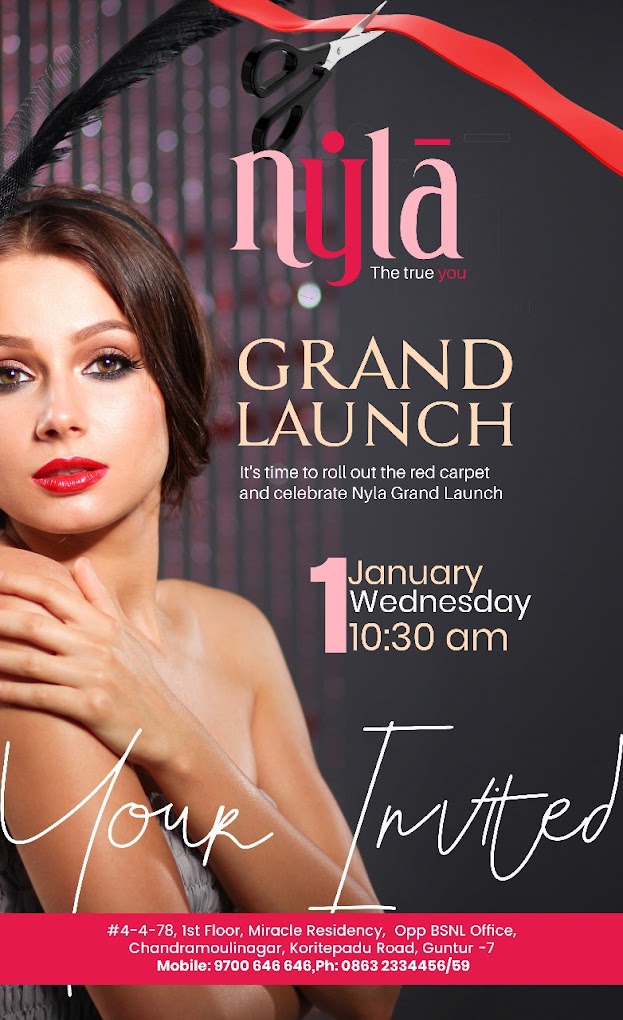 nylā
The true you
GRAND
LAUNCH
It's time to roll out the red carpet
and celebrate Nyla Grand Launch
1 January
Wednesday
10:30 am
Your Invited
#4-4-78, 1st Floor, Miracle Residency, Opp BSNL Office,
Chandramoulinagar, Koritepadu Road, Guntur -7
Mobile: 9700 646 646,Ph: 0863 2334456/59